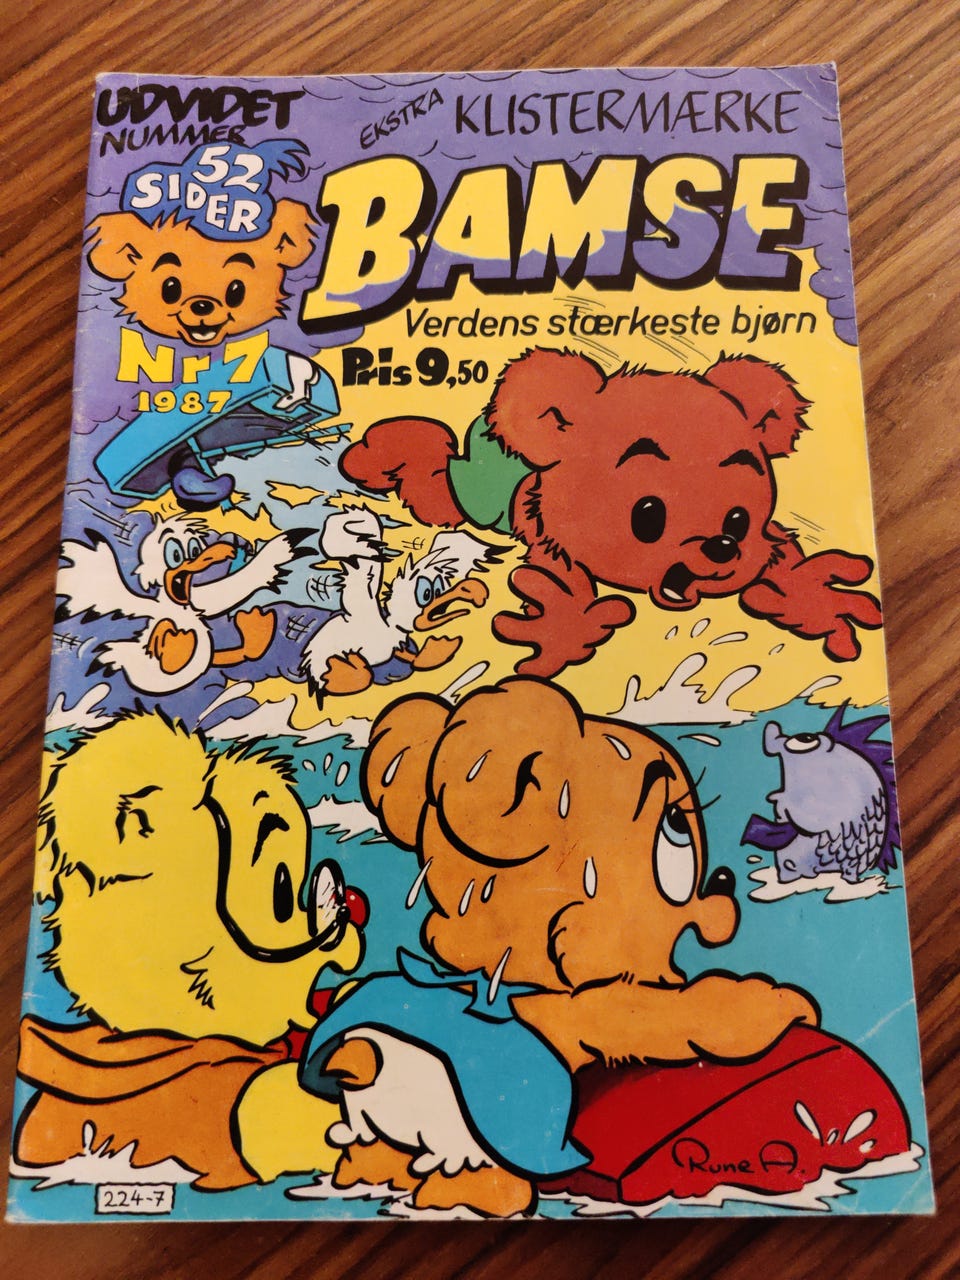 UDVIDET
NUMMER
52
SIDER
EKSTRA KLISTERMÆRKE
BAMSE
Verdens stærkeste bjørn
Nr 7
1987
Pris 9,50
Rune A.
224-7